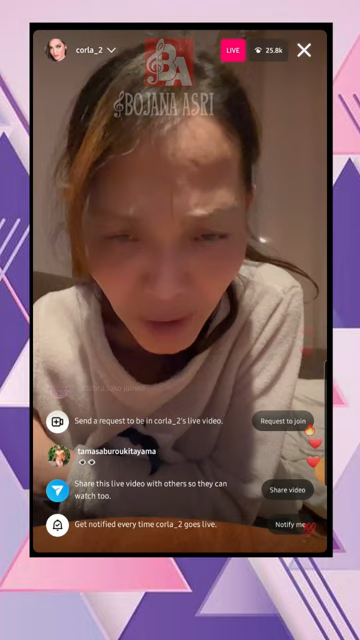 corla_2
LIVE
25.8k
BA
BOJANA ASRI
Send a request to be in corla_2's live video.
Request to join
tamasaburoukitayama
👀
Share this live video with others so they can
watch too.
Share video
Get notified every time corla_2 goes live.
Notify me